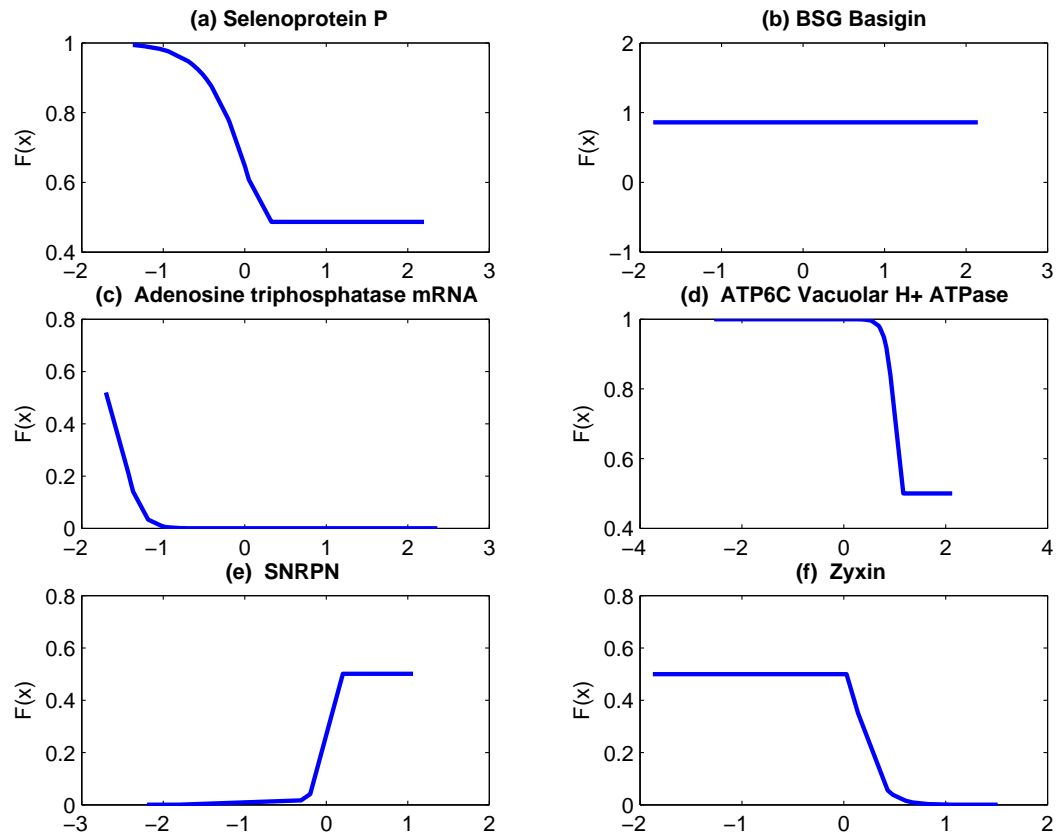 (a) Selenoprotein P
1
0.8
0.6
0.4
F(x)
−2 −1 0 1 2 3
(b) BSG Basigin
2
1
0
−1
F(x)
−2 −1 0 1 2 3
(c) Adenosine triphosphatase mRNA
0.8
0.6
0.4
0.2
0
F(x)
−2 −1 0 1 2 3
(d) ATP6C Vacuolar H+ ATPase
1
0.8
0.6
0.4
F(x)
−4 −2 0 2 4
(e) SNRPN
0.8
0.6
0.4
0.2
0
F(x)
−3 −2 −1 0 1 2
(f) Zyxin
0.8
0.6
0.4
0.2
0
F(x)
−2 −1 0 1 2